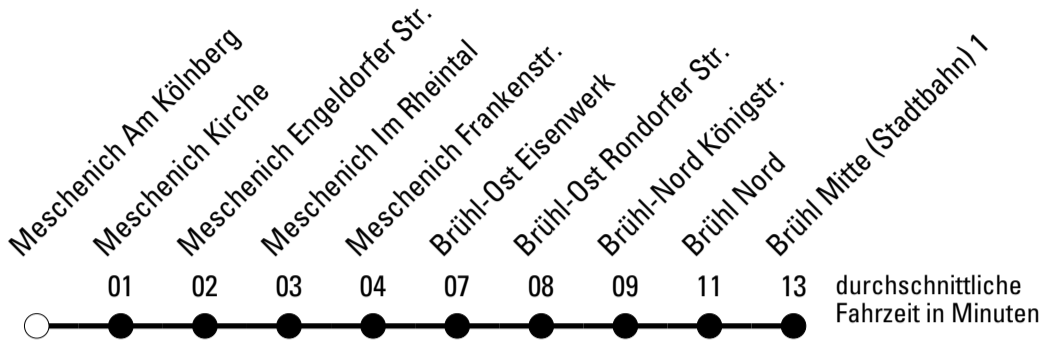 Meschenich Am Kölnberg
Meschenich Kirche
Meschenich Engeldorfer Str.
Meschenich Im Rheintal
Meschenich Frankenstr.
Brühl-Ost Eisenwerk
Brühl-Ost Rondorfer Str.
Brühl-Nord Königstr.
Brühl Nord
Brühl Mitte (Stadtbahn) 1
01 02 03 04 07 08 09 11 13
durchschnittliche
Fahrzeit in Minuten